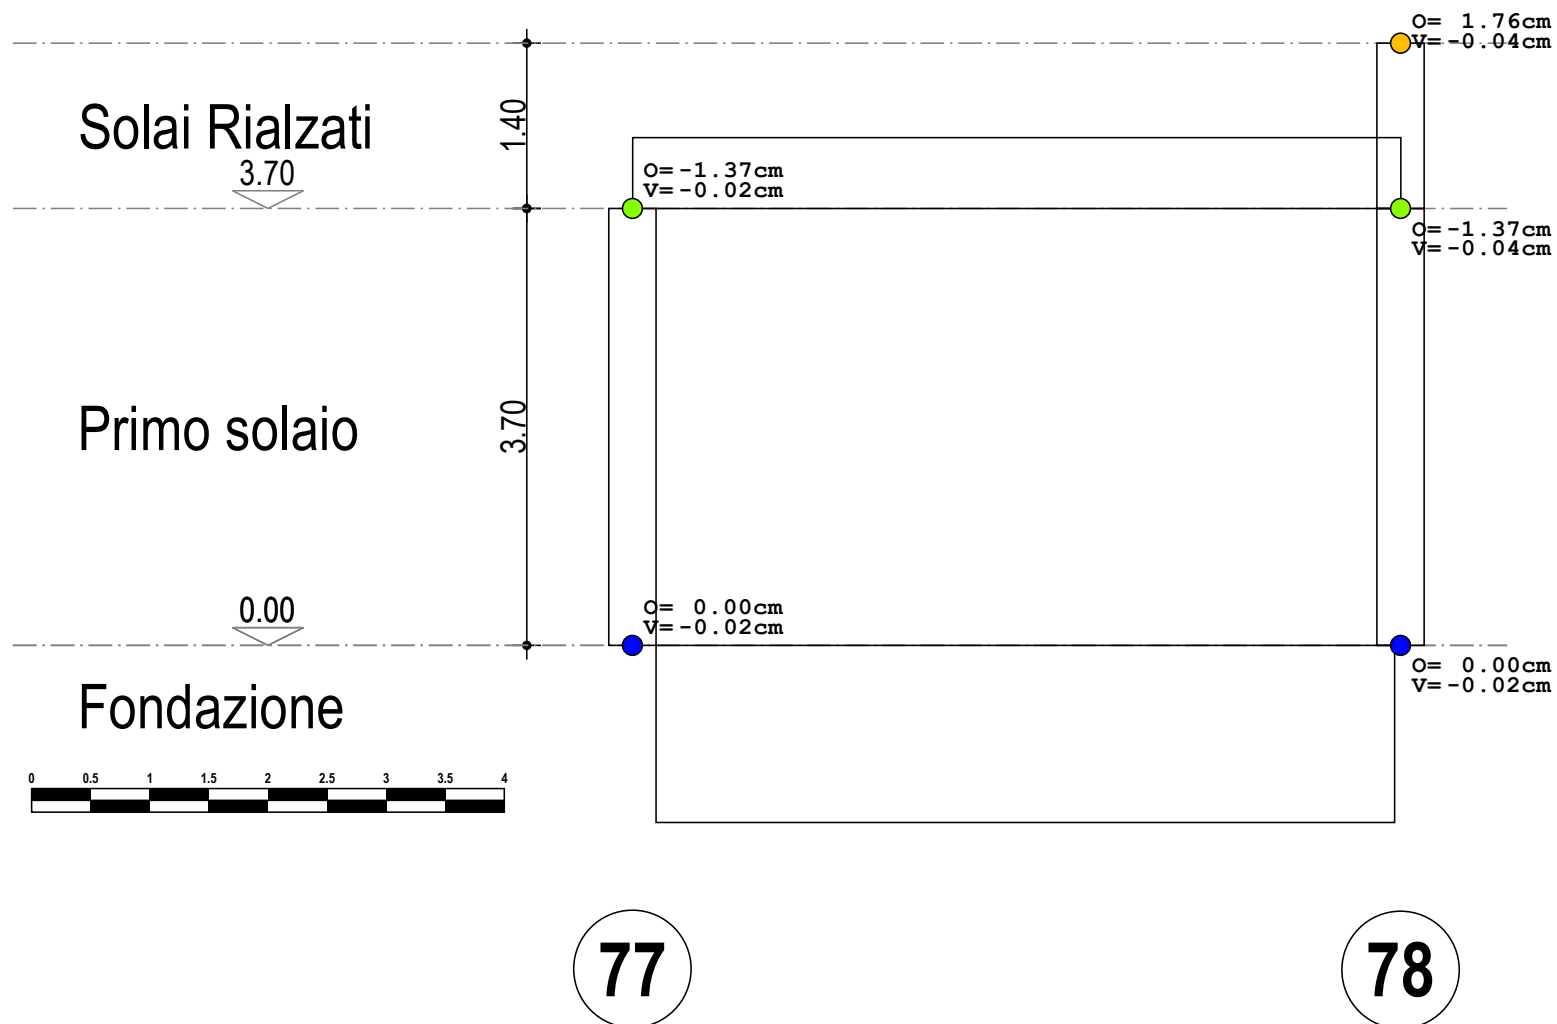 O= 1.76cm
V=-0.04cm
Solai Rialzati
1.40
3.70
O=-1.37cm
V=-0.02cm
O=-1.37cm
V=-0.04cm
Primo solaio
3.70
0.00
O= 0.00cm
V=-0.02cm
O= 0.00cm
V=-0.02cm
Fondazione
0 0.5 1 1.5 2 2.5 3 3.5 4
77 78